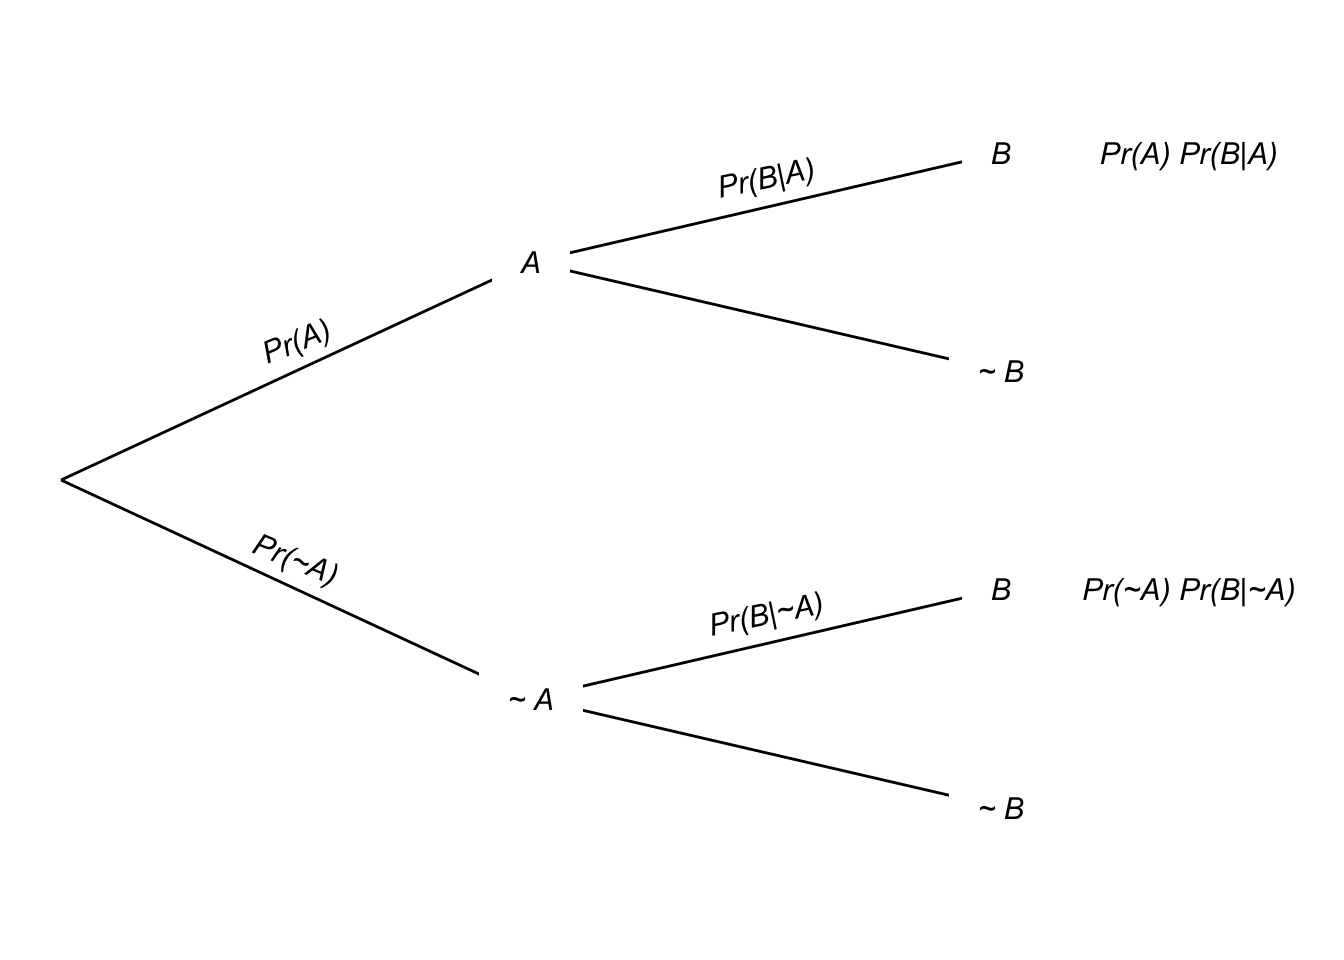 B Pr(A) Pr(B|A)
Pr(B|A)
A
Pr(A)
~ B
Pr(~A)
B Pr(~A) Pr(B|~A)
Pr(B|~A)
~ A
~ B